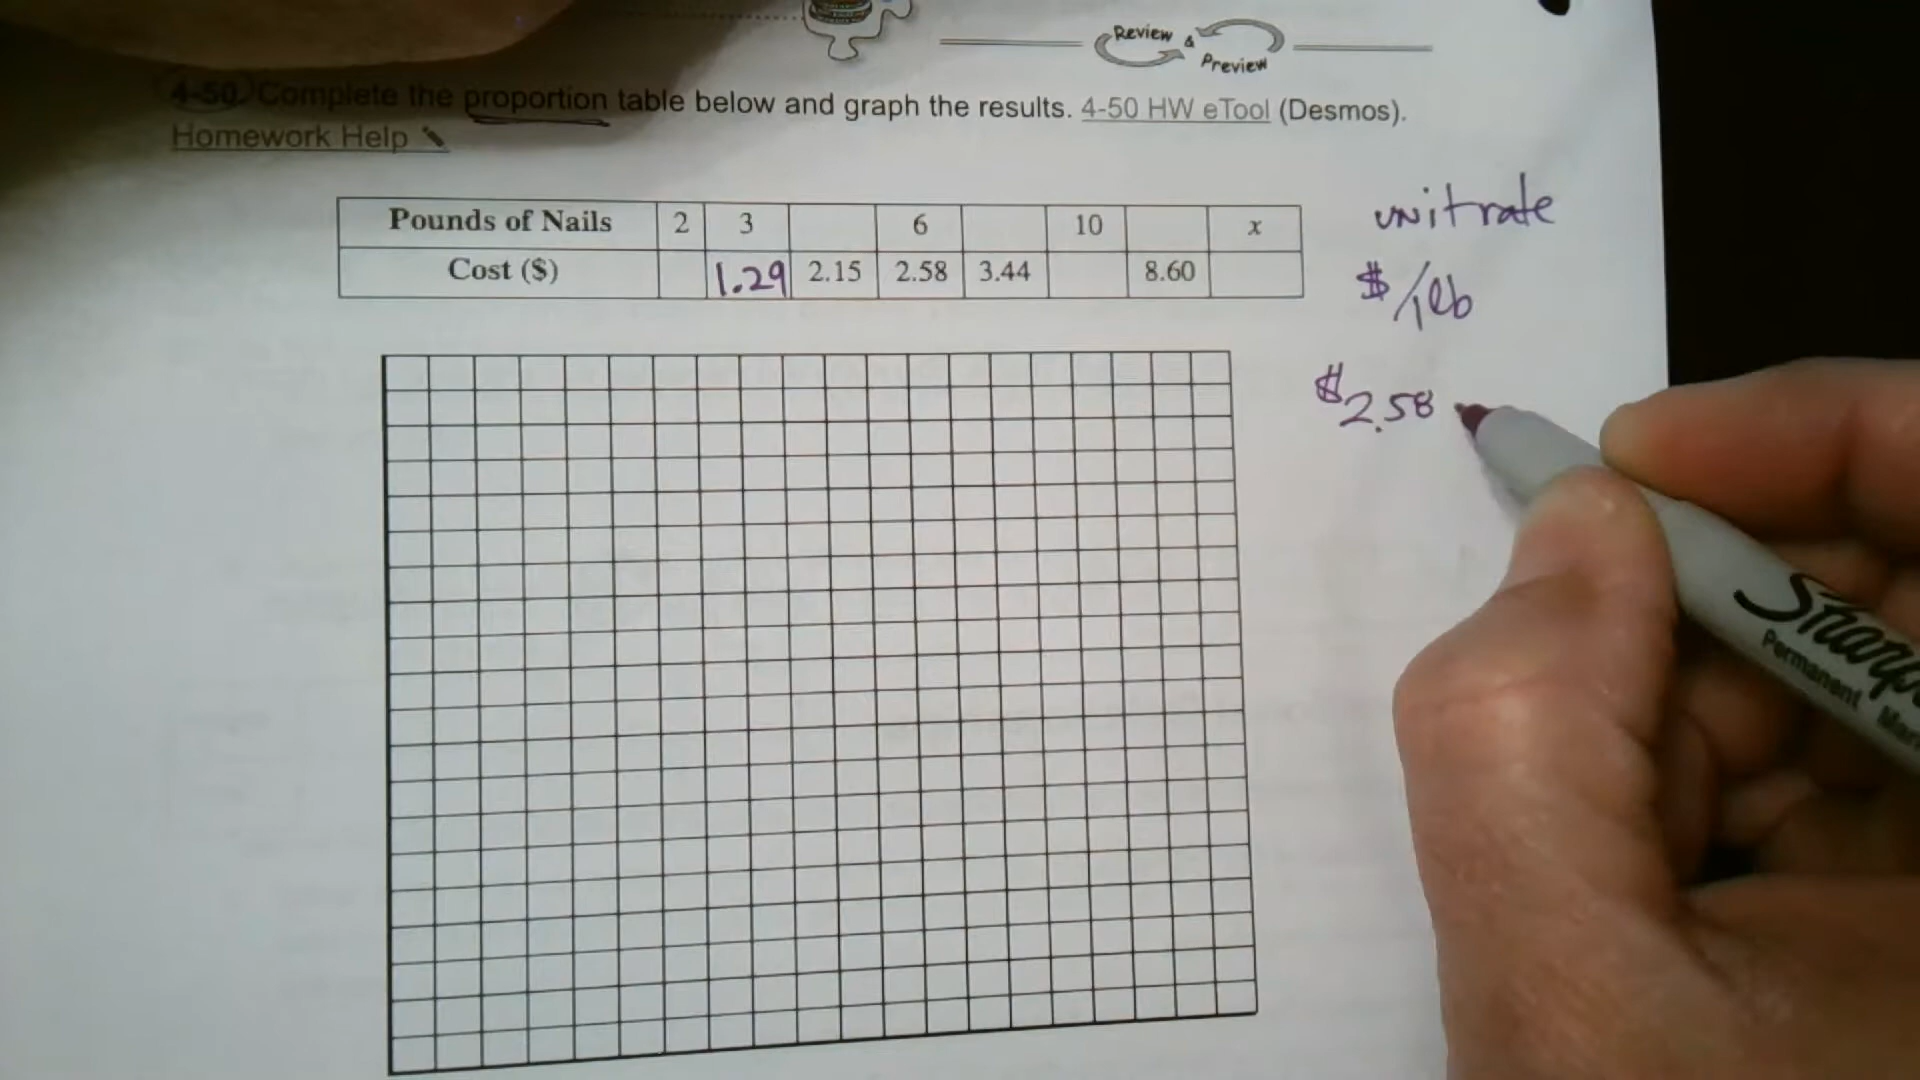 Review & Preview
4-50. Complete the proportion table below and graph the results. 4-50 HW eTool (Desmos).
Homework Help
Pounds of Nails 2 3 6 10 x
Cost ($) 1.29 2.15 2.58 3.44 8.60
unit rate
$/1lb
$2.58
Sharpie
Permanent Mar